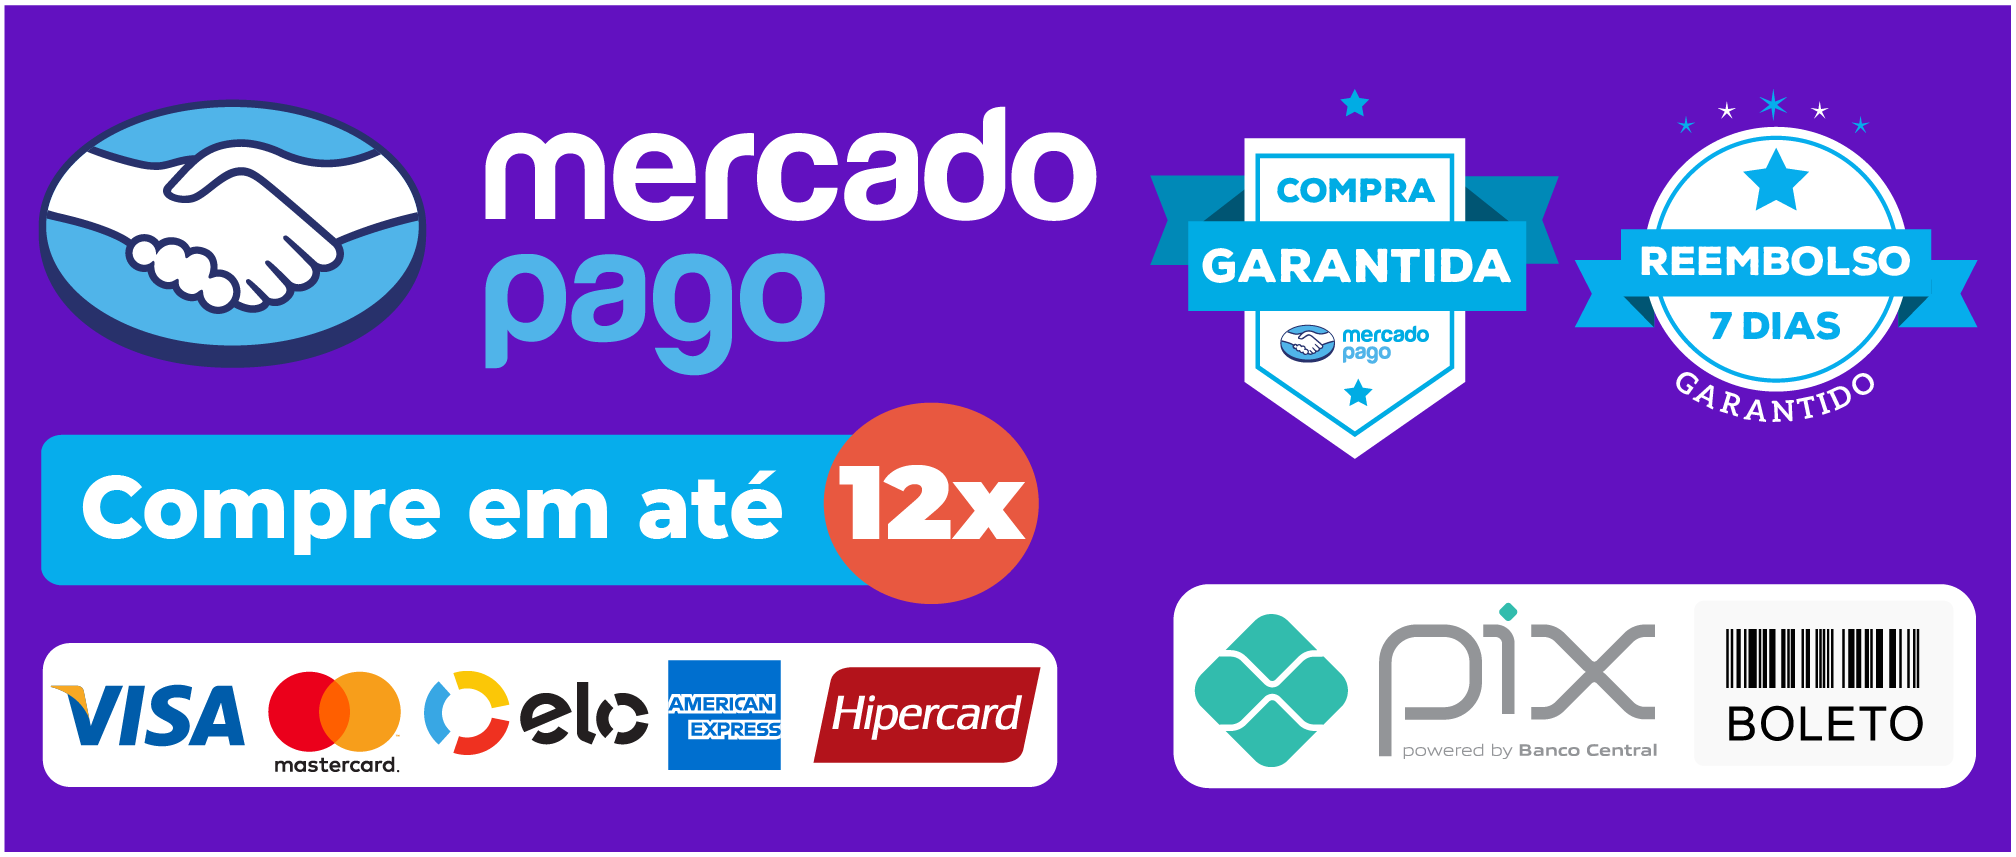 mercado
pago
COMPRA
GARANTIDA
mercado
pago
REEMBOLSO
7 DIAS
GARANTIDO
Compre em até 12x
VISA
mastercard.
elo
AMERICAN
EXPRESS
Hipercard
pix
powered by Banco Central
BOLETO